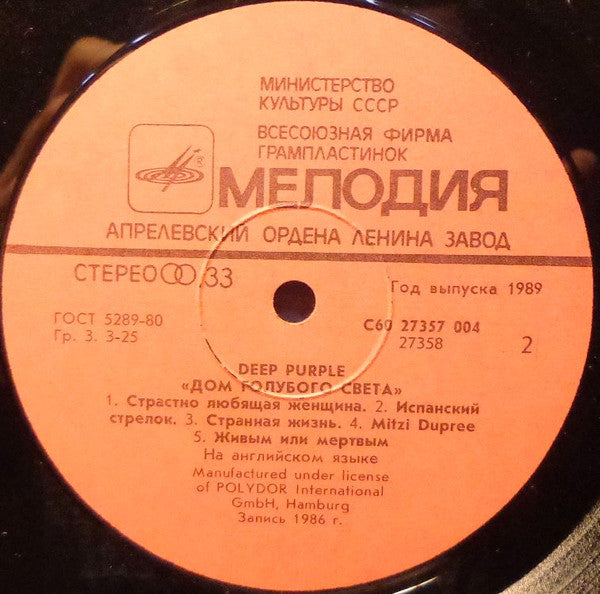 МИНИСТЕРСТВО
КУЛЬТУРЫ СССР
ВСЕСОЮЗНАЯ ФИРМА
ГРАМПЛАСТИНОК
®
МЕЛОДИЯ
АПРЕЛЕВСКИЙ ОРДЕНА ЛЕНИНА ЗАВОД
СТЕРЕО 33
Год выпуска 1989
ГОСТ 5289-80
Гр. 3. 3-25
С60 27357 004
27358
2
DEEP PURPLE
«ДОМ ГОЛУБОГО СВЕТА»
1. Страстно любящая женщина. 2. Испанский
стрелок. 3. Странная жизнь. 4. Mitzi Dupree
5. Живым или мертвым
На английском языке
Manufactured under license
of POLYDOR International
GmbH, Hamburg
Запись 1986 г.